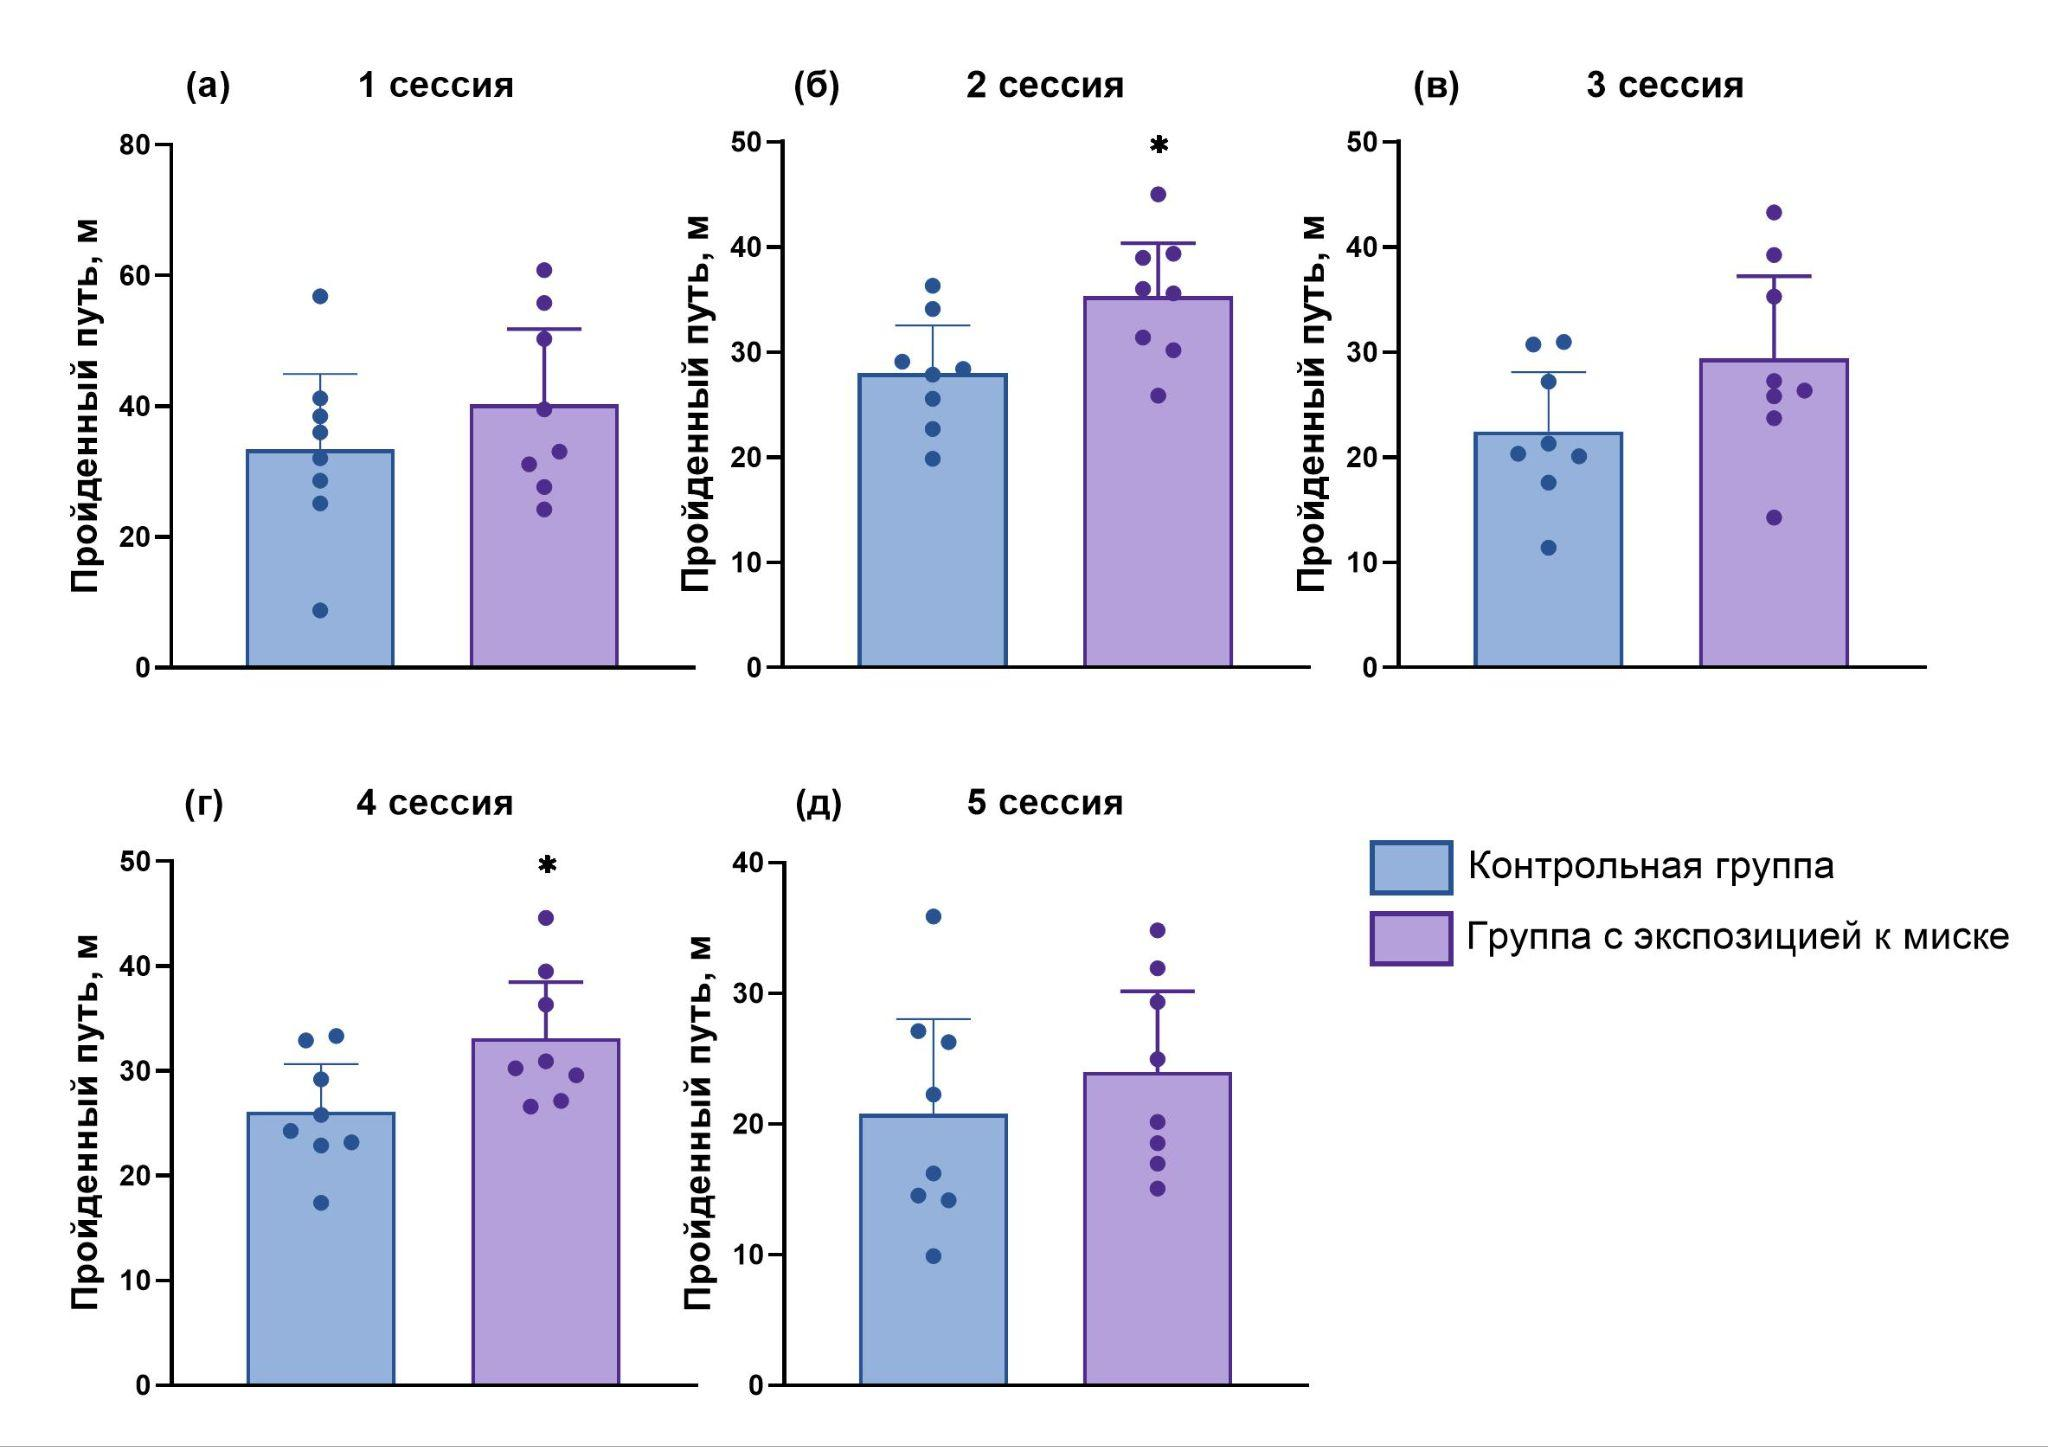 (а) 1 сессия
80
60
40
20
0
Пройденный путь, м
(б) 2 сессия
50
40
30
20
10
0
Пройденный путь, м
*
(в) 3 сессия
50
40
30
20
10
0
Пройденный путь, м
(г) 4 сессия
50
40
30
20
10
0
Пройденный путь, м
*
(д) 5 сессия
40
30
20
10
0
Пройденный путь, м
Контрольная группа
Группа с экспозицией к миске